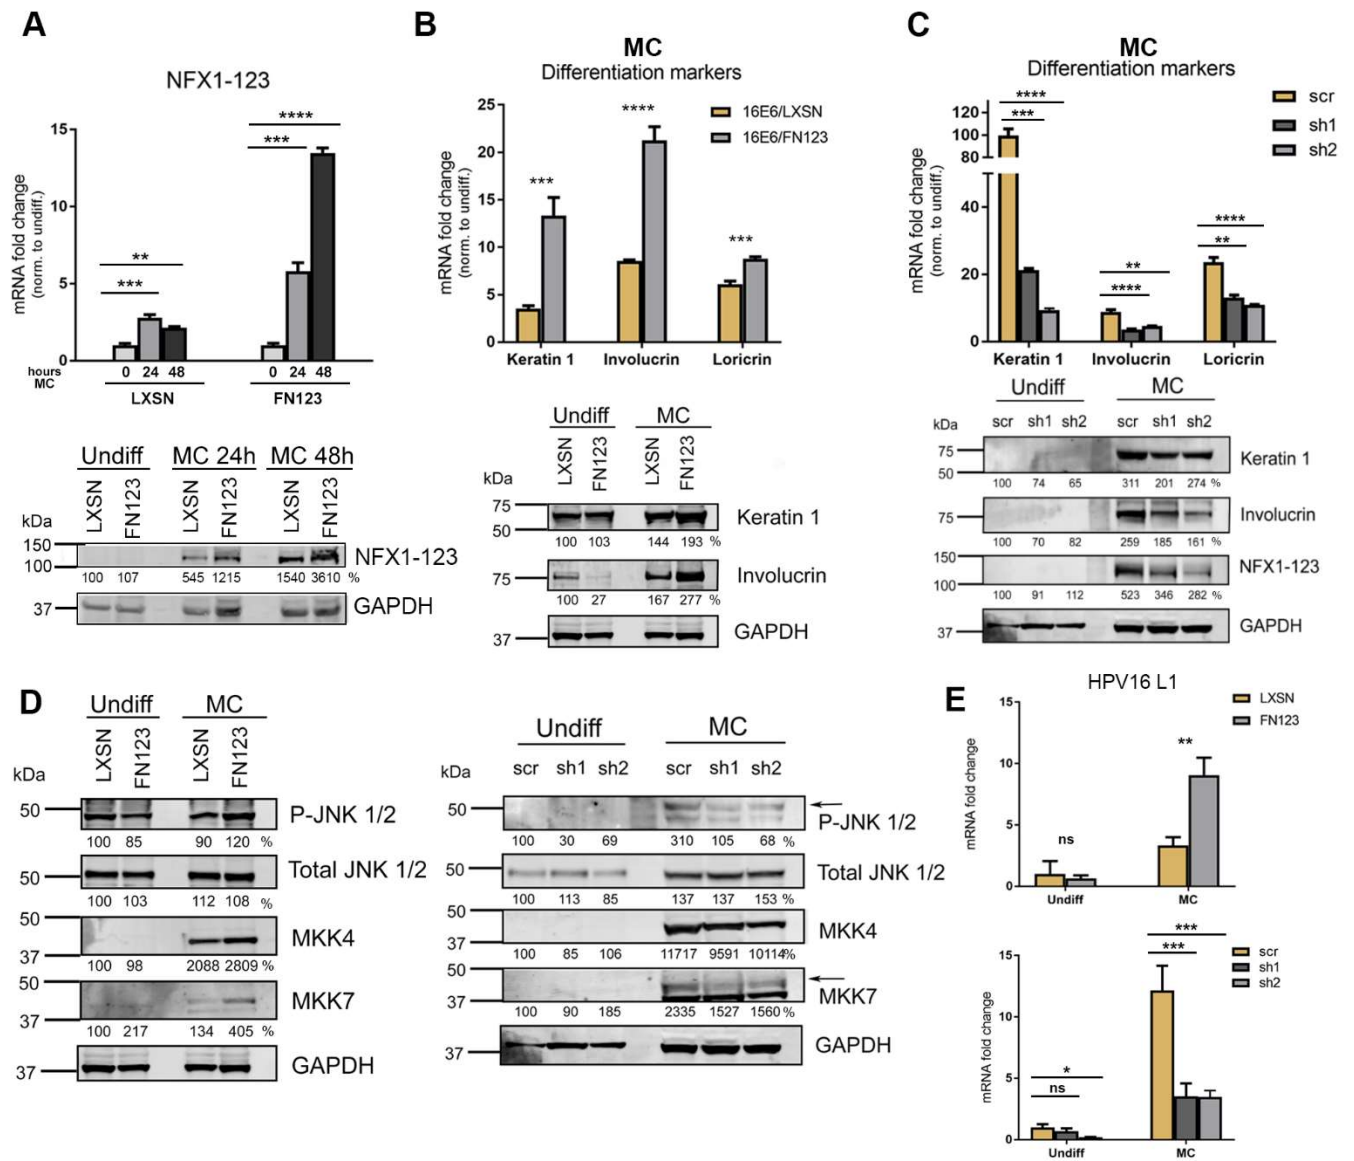 A
NFX1-123
mRNA fold change
(norm. to undiff.)
15
10
5
0
***
**
***
****
hours
MC
0 24 48 0 24 48
LXSN FN123
Undiff MC 24h MC 48h
LXSN FN123 LXSN FN123 LXSN FN123
kDa
150
100
NFX1-123
100 107 545 1215 1540 3610 %
37
GAPDH
B
MC
Differentiation markers
mRNA fold change
(norm. to undiff.)
25
20
15
10
5
0
***
****
***
16E6/LXSN
16E6/FN123
Keratin 1 Involucrin Loricrin
Undiff MC
LXSN FN123 LXSN FN123
kDa
75
50
Keratin 1
100 103 144 193 %
75
Involucrin
100 27 167 277 %
37
GAPDH
C
MC
Differentiation markers
mRNA fold change
(norm. to undiff.)
120
100
80
40
20
0
****
***
**
****
****
**
scr
sh1
sh2
Keratin 1 Involucrin Loricrin
Undiff MC
kDa scr sh1 sh2 scr sh1 sh2
75
50
Keratin 1
100 74 65 311 201 274 %
75
Involucrin
100 70 82 259 185 161 %
150
100
NFX1-123
100 91 112 523 346 282 %
37
GAPDH
D
Undiff MC
LXSN FN123 LXSN FN123
kDa
50
P-JNK 1/2
100 85 90 120 %
50
Total JNK 1/2
100 103 112 108 %
50
37
MKK4
100 98 2088 2809 %
50
37
MKK7
100 217 134 405 %
37
GAPDH
Undiff MC
kDa scr sh1 sh2 scr sh1 sh2
50
P-JNK 1/2
100 30 69 310 105 68 %
50
Total JNK 1/2
100 113 85 137 137 153 %
50
37
MKK4
100 85 106 11717 9591 10114%
50
37
MKK7
100 90 185 2335 1527 1560 %
37
GAPDH
E
HPV16 L1
mRNA fold change
15
10
5
0
ns
**
LXSN
FN123
Undiff MC
mRNA fold change
15
10
5
0
*
ns
***
***
scr
sh1
sh2
Undiff MC